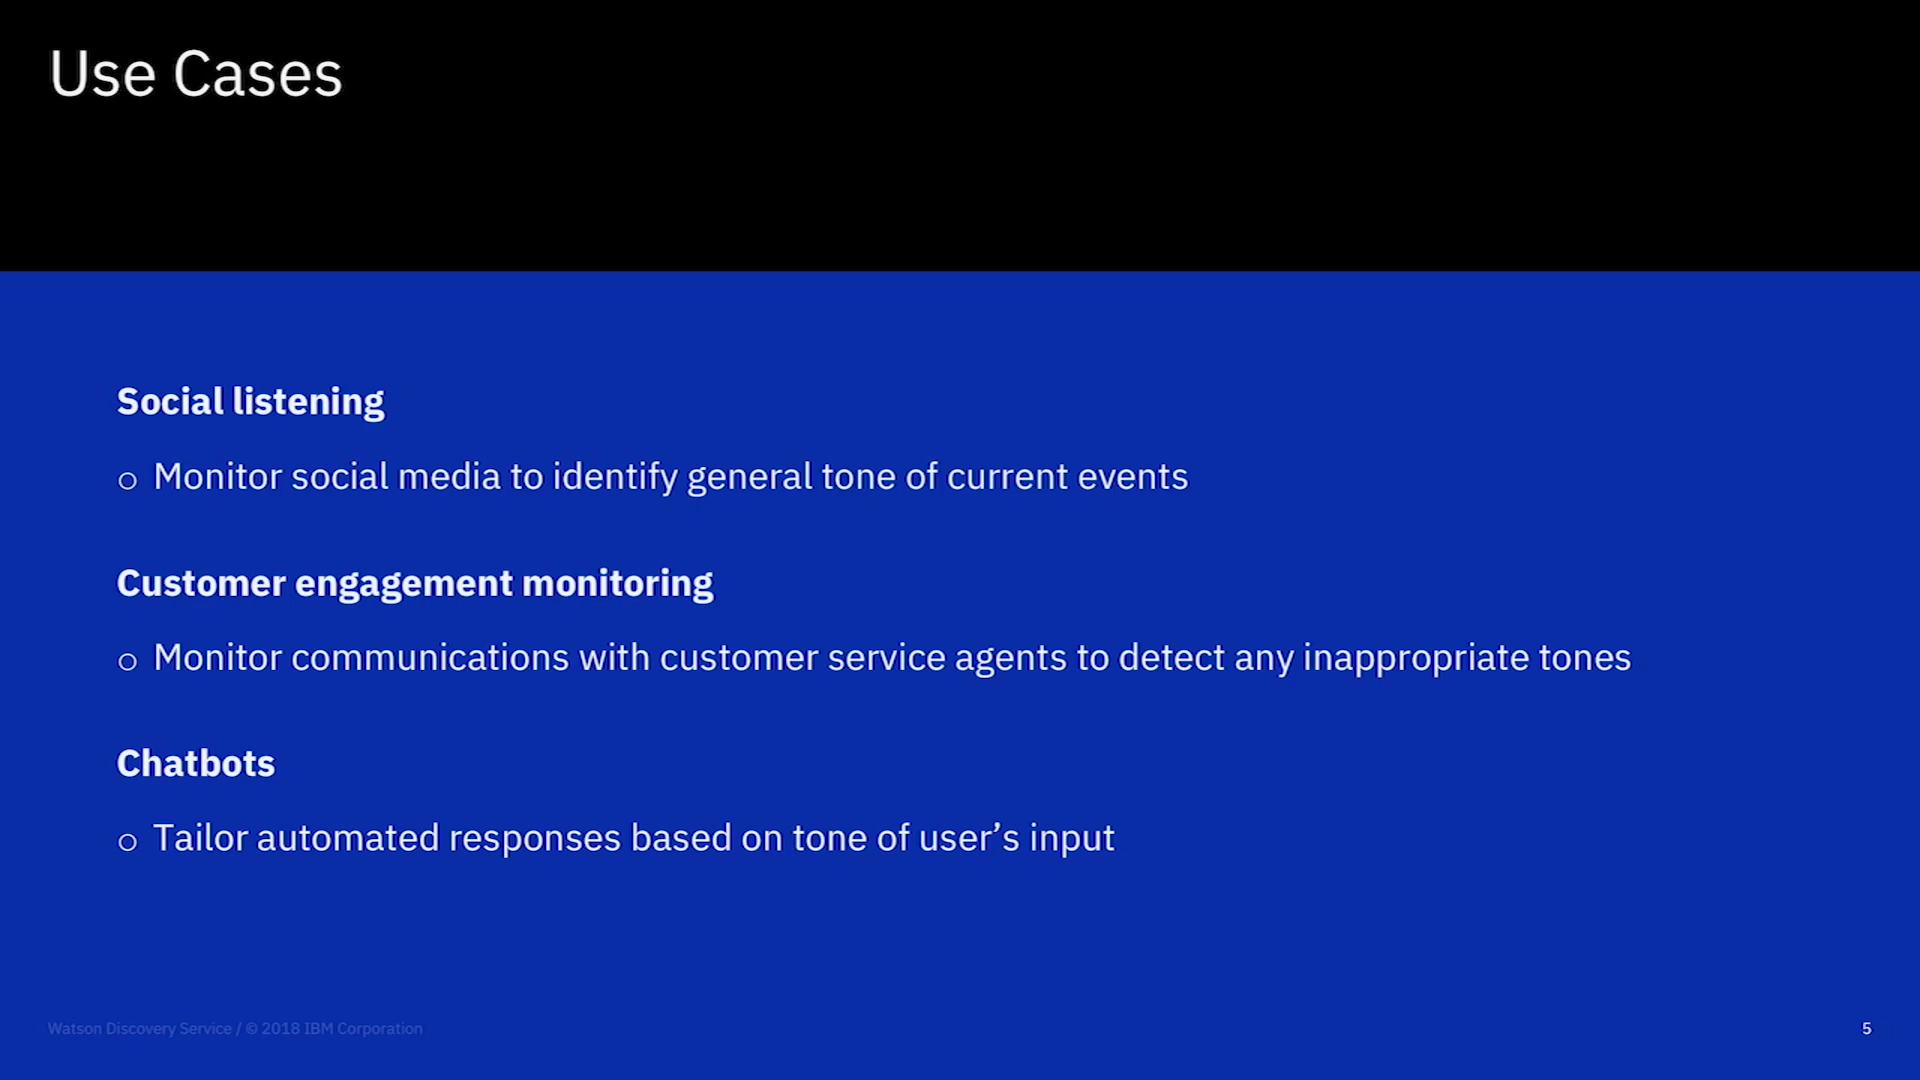 Use Cases
Social listening
o Monitor social media to identify general tone of current events
Customer engagement monitoring
o Monitor communications with customer service agents to detect any inappropriate tones
Chatbots
o Tailor automated responses based on tone of user’s input
Watson Discovery Service / © 2018 IBM Corporation
5